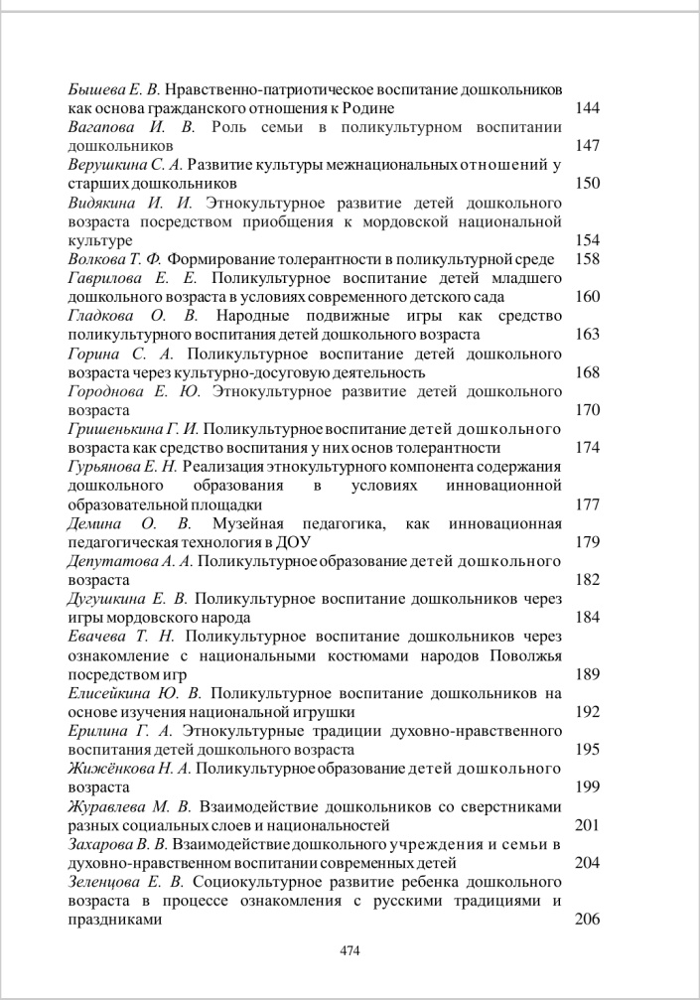 Бышева Е. В. Нравственно-патриотическое воспитание дошкольников
как основа гражданского отношения к Родине 144
Вагапова И. В. Роль семьи в поликультурном воспитании
дошкольников 147
Верушкина С. А. Развитие культуры межнациональных отношений у
старших дошкольников 150
Видякина И. И. Этнокультурное развитие детей дошкольного
возраста посредством приобщения к мордовской национальной
культуре 154
Волкова Т. Ф. Формирование толерантности в поликультурной среде 158
Гаврилова Е. Е. Поликультурное воспитание детей младшего
дошкольного возраста в условиях современного детского сада 160
Гладкова О. В. Народные подвижные игры как средство
поликультурного воспитания детей дошкольного возраста 163
Горина С. А. Поликультурное воспитание детей дошкольного
возраста через культурно-досуговую деятельность 168
Городнова Е. Ю. Этнокультурное развитие детей дошкольного
возраста 170
Гришенькина Г. И. Поликультурное воспитание детей дошкольного
возраста как средство воспитания у них основ толерантности 174
Гурьянова Е. Н. Реализация этнокультурного компонента содержания
дошкольного образования в условиях инновационной
образовательной площадки 177
Демина О. В. Музейная педагогика, как инновационная
педагогическая технология в ДОУ 179
Депутатова А. А. Поликультурное образование детей дошкольного
возраста 182
Дугушкина Е. В. Поликультурное воспитание дошкольников через
игры мордовского народа 184
Евачева Т. Н. Поликультурное воспитание дошкольников через
ознакомление с национальными костюмами народов Поволжья
посредством игр 189
Елисейкина Ю. В. Поликультурное воспитание дошкольников на
основе изучения национальной игрушки 192
Ерилина Г. А. Этнокультурные традиции духовно-нравственного
воспитания детей дошкольного возраста 195
Жижёнкова Н. А. Поликультурное образование детей дошкольного
возраста 199
Журавлева М. В. Взаимодействие дошкольников со сверстниками
разных социальных слоев и национальностей 201
Захарова В. В. Взаимодействие дошкольного учреждения и семьи в
духовно-нравственном воспитании современных детей 204
Зеленцова Е. В. Социокультурное развитие ребенка дошкольного
возраста в процессе ознакомления с русскими традициями и
праздниками 206
474